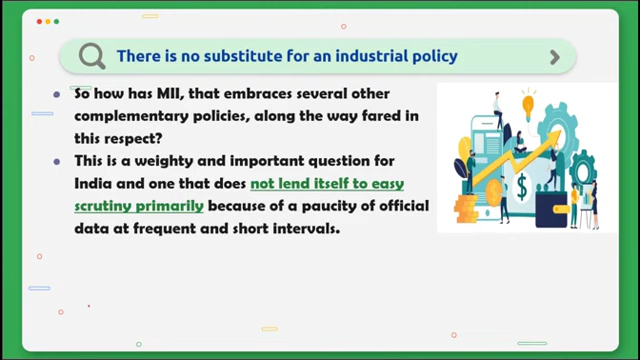 There is no substitute for an industrial policy
So how has MII, that embraces several other
complementary policies, along the way fared in
this respect?
This is a weighty and important question for
India and one that does not lend itself to easy
scrutiny primarily because of a paucity of official
data at frequent and short intervals.